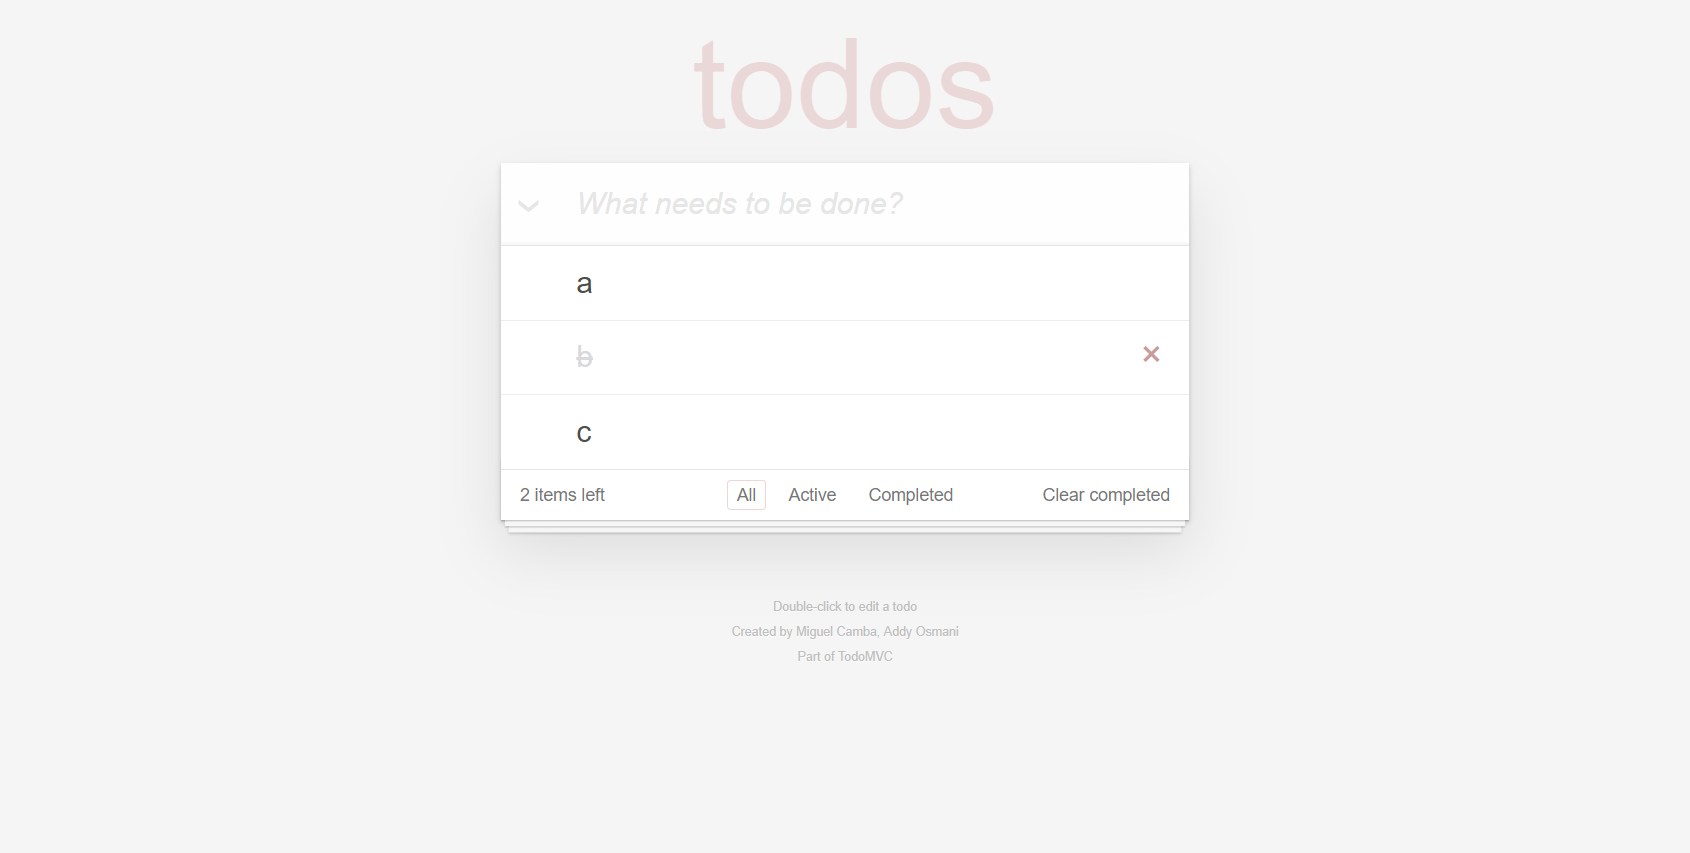 todos
What needs to be done?
a
b
c
2 items left All Active Completed Clear completed
Double-click to edit a todo
Created by Miguel Camba, Addy Osmani
Part of TodoMVC